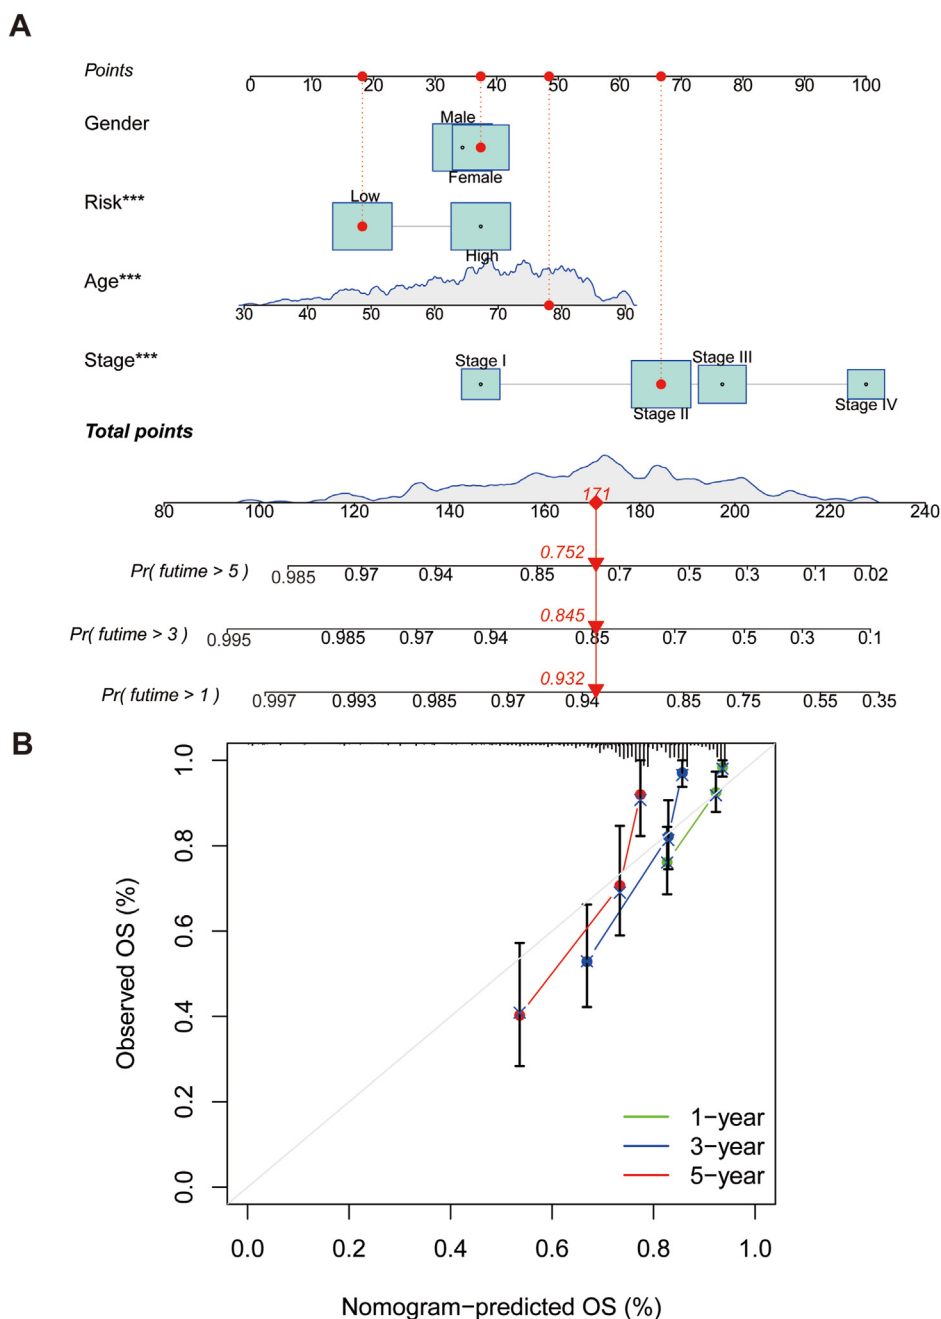 A
Points
0 10 20 30 40 50 60 70 80 90 100
Gender
Male
Female
Risk***
Low
High
Age***
30 40 50 60 70 80 90
Stage***
Stage I
Stage III
Stage II
Stage IV
Total points
171
80 100 120 140 160 180 200 220 240
0.752
Pr( futime > 5 )
0.985 0.97 0.94 0.85 0.7 0.5 0.3 0.1 0.02
0.845
Pr( futime > 3 )
0.995 0.985 0.97 0.94 0.85 0.7 0.5 0.3 0.1
0.932
Pr( futime > 1 )
0.997 0.993 0.985 0.97 0.94 0.85 0.75 0.55 0.35
B
Observed OS (%)
1.0
0.8
0.6
0.4
0.2
0.0
1−year
3−year
5−year
0.0 0.2 0.4 0.6 0.8 1.0
Nomogram−predicted OS (%)